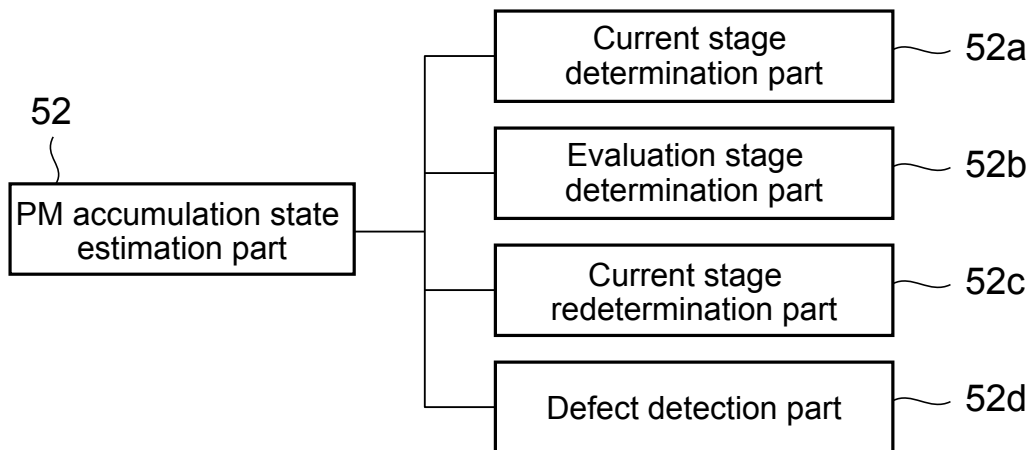 52
PM accumulation state
estimation part
Current stage
determination part
52a
Evaluation stage
determination part
52b
Current stage
redetermination part
52c
Defect detection part
52d